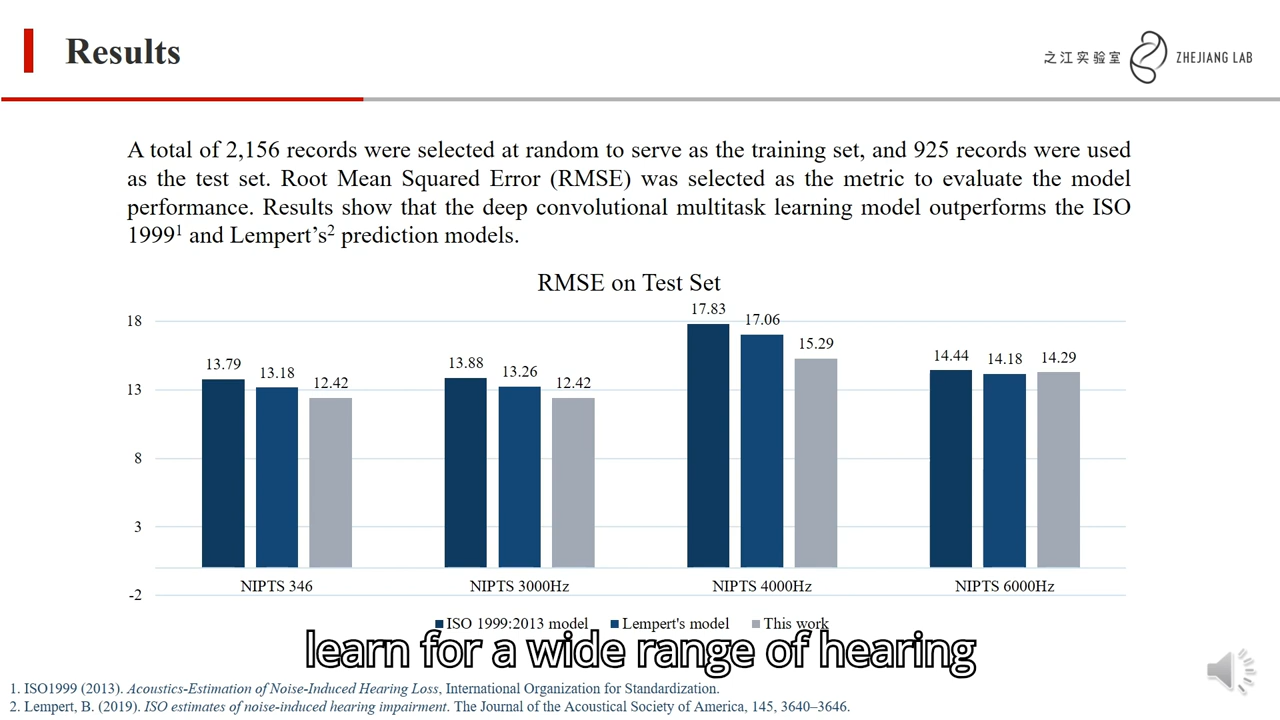 Results
之江实验室 ZHEJIANG LAB
A total of 2,156 records were selected at random to serve as the training set, and 925 records were used
as the test set. Root Mean Squared Error (RMSE) was selected as the metric to evaluate the model
performance. Results show that the deep convolutional multitask learning model outperforms the ISO
1999¹ and Lempert’s² prediction models.
RMSE on Test Set
18
13
8
3
-2
13.79
13.18
12.42
13.88
13.26
12.42
17.83
17.06
15.29
14.44
14.18
14.29
NIPTS 346
NIPTS 3000Hz
NIPTS 4000Hz
NIPTS 6000Hz
ISO 1999:2013 model
Lempert's model
This work
learn for a wide range of hearing
1. ISO1999 (2013). Acoustics-Estimation of Noise-Induced Hearing Loss, International Organization for Standardization.
2. Lempert, B. (2019). ISO estimates of noise-induced hearing impairment. The Journal of the Acoustical Society of America, 145, 3640–3646.